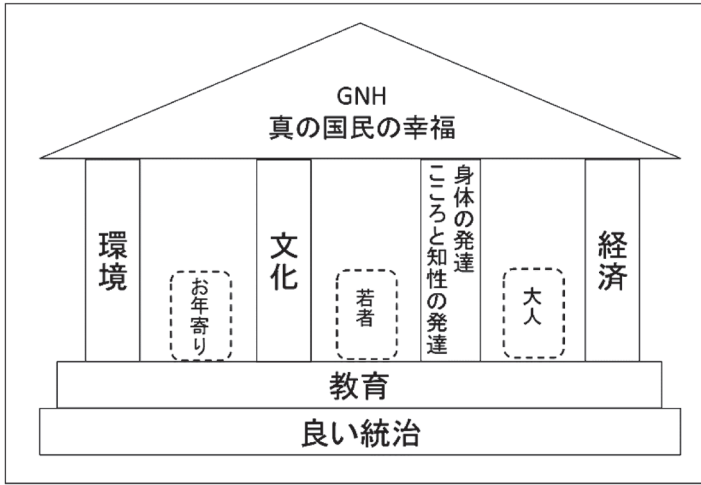 GNH
真の国民の幸福
環境
お年寄り
文化
若者
身体の発達
こころと知性の発達
大人
経済
教育
良い統治